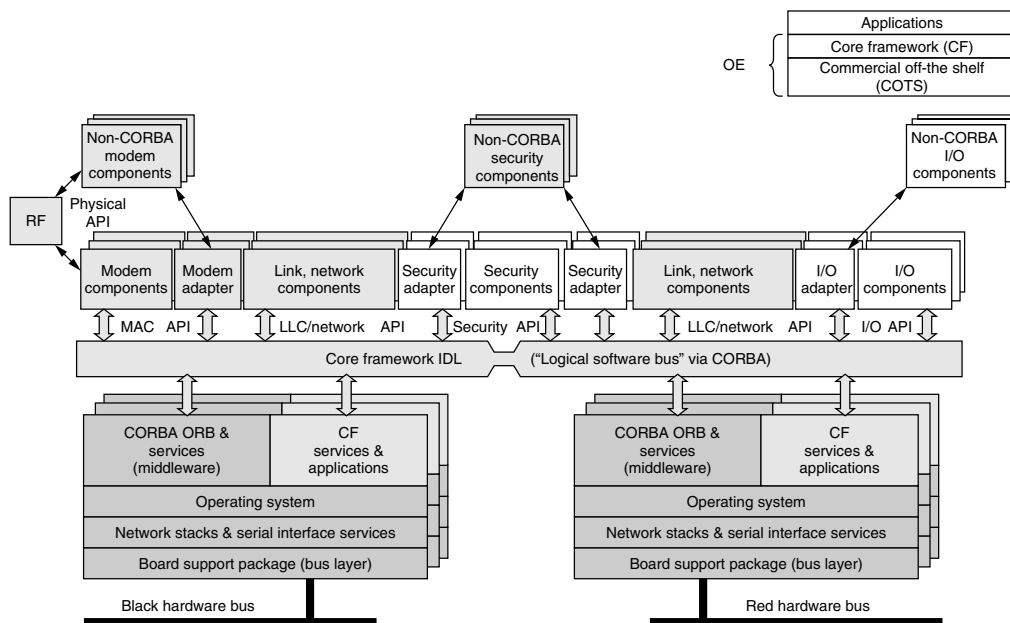 Applications
Core framework (CF)
OE
Commercial off-the shelf
(COTS)
Non-CORBA
modem
components
Non-CORBA
security
components
Non-CORBA
I/O
components
RF
Physical
API
Modem
components
Modem
adapter
Link, network
components
Security
adapter
Security
components
Security
adapter
Link, network
components
I/O
adapter
I/O
components
MAC API
LLC/network API
Security API
LLC/network API
I/O API
Core framework IDL
(“Logical software bus” via CORBA)
CORBA ORB &
services
(middleware)
CF
services &
applications
Operating system
Network stacks & serial interface services
Board support package (bus layer)
CORBA ORB &
services
(middleware)
CF
services &
applications
Operating system
Network stacks & serial interface services
Board support package (bus layer)
Black hardware bus
Red hardware bus